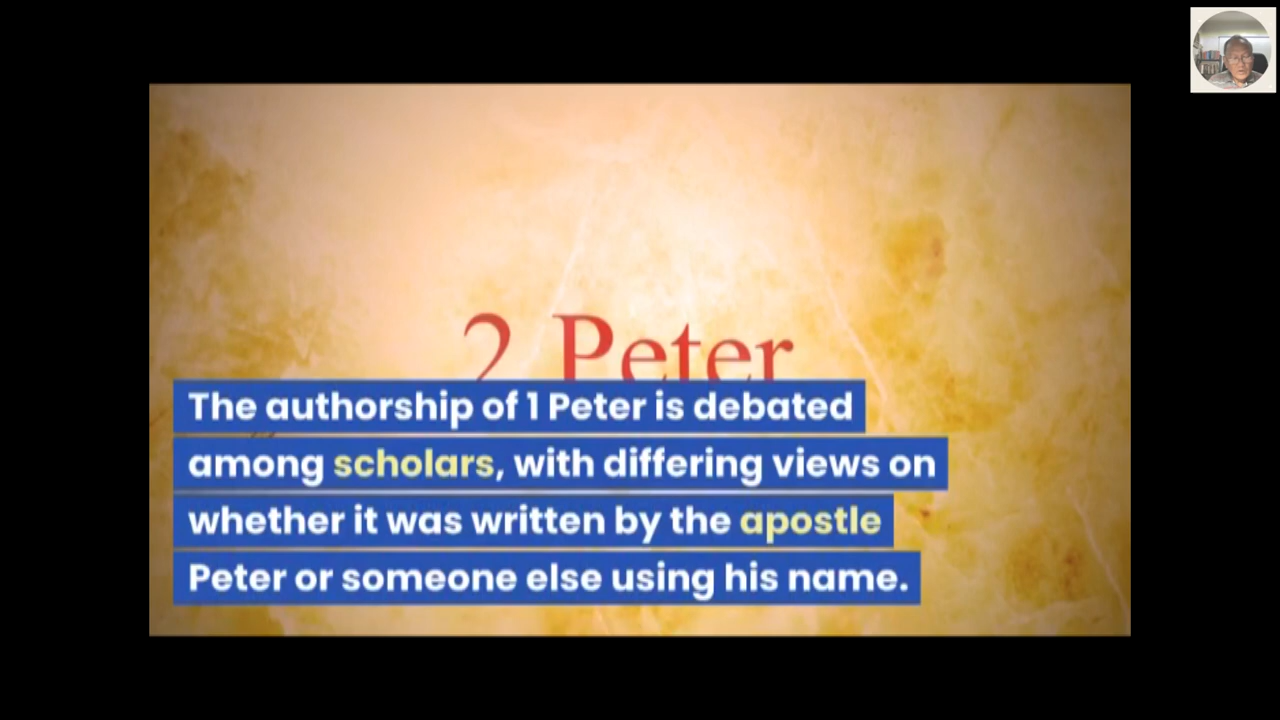 2 Peter
The authorship of 1 Peter is debated
among scholars, with differing views on
whether it was written by the apostle
Peter or someone else using his name.